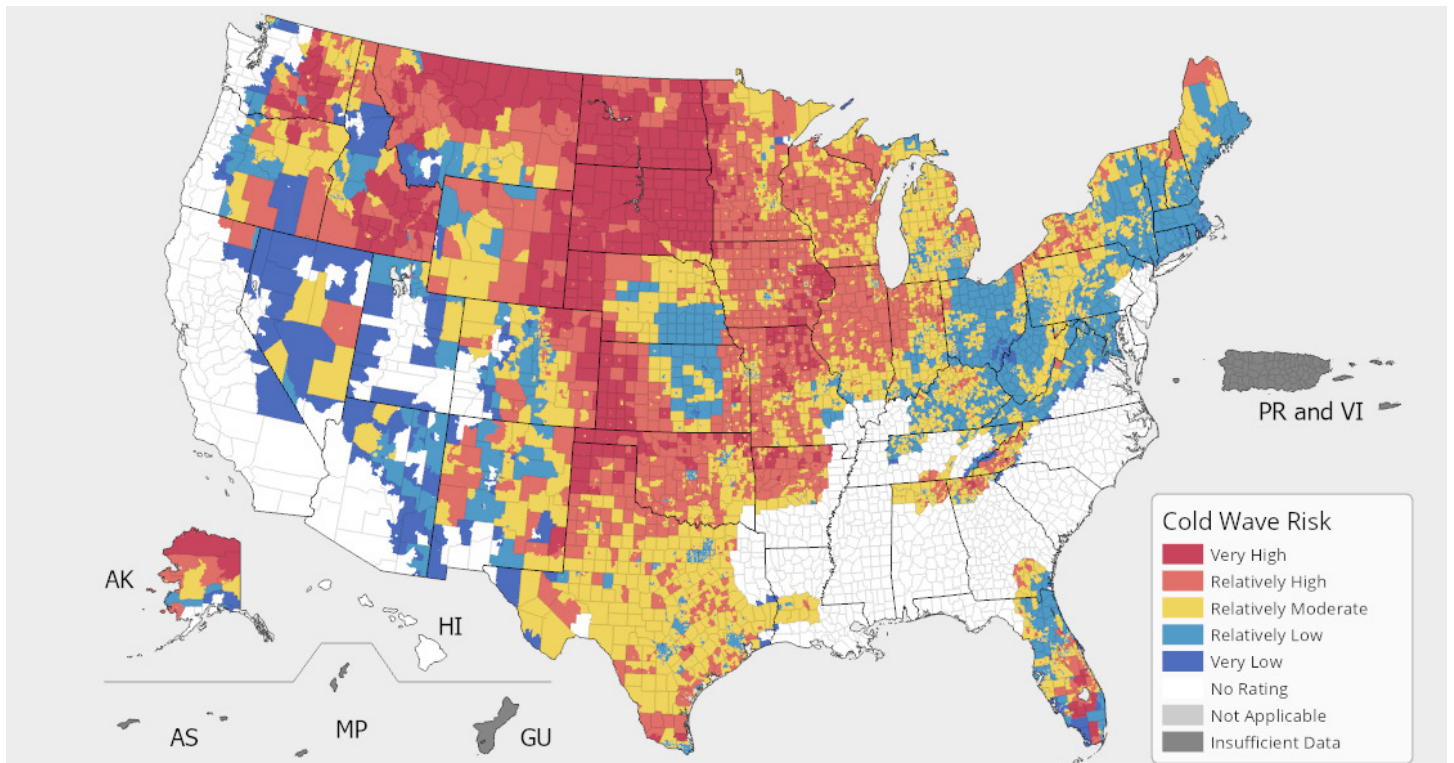 PR and VI
AK
HI
AS
MP
GU
Cold Wave Risk
Very High
Relatively High
Relatively Moderate
Relatively Low
Very Low
No Rating
Not Applicable
Insufficient Data